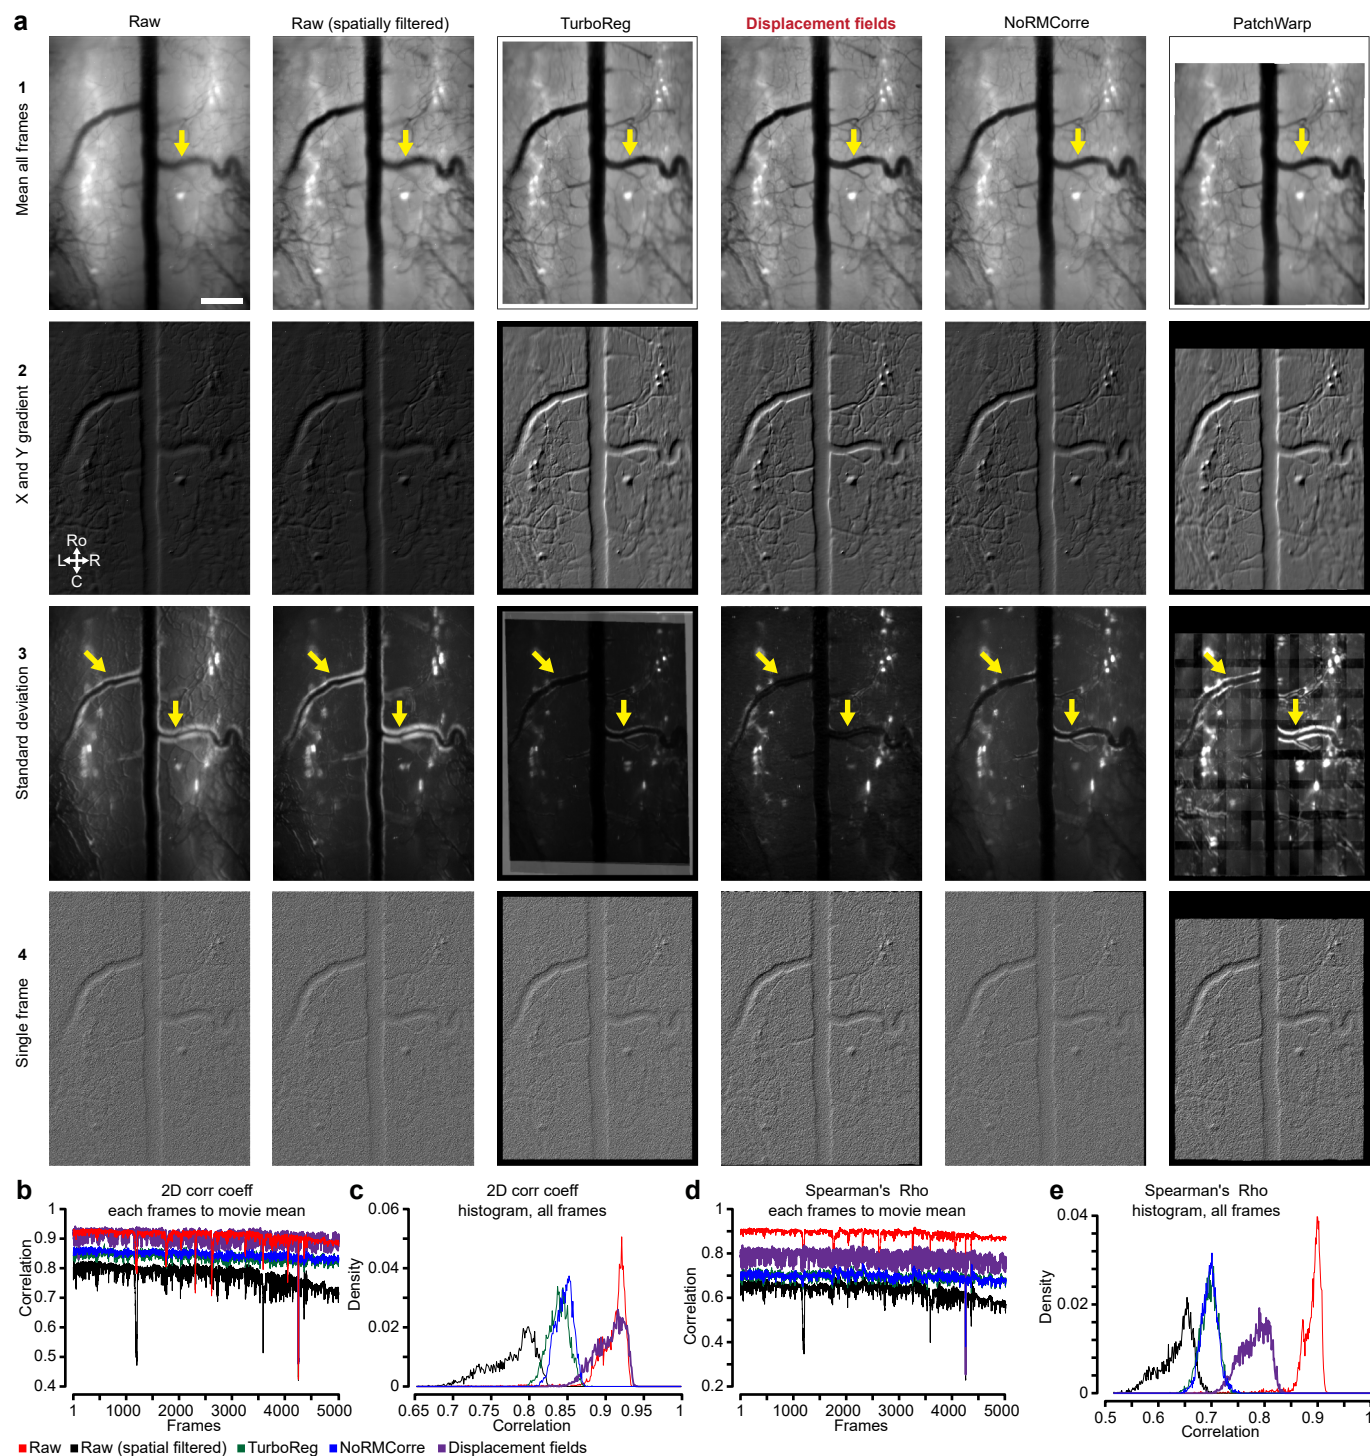 a
Raw
Raw (spatially filtered)
TurboReg
Displacement fields
NoRMCorre
PatchWarp
1
Mean all frames
2
X and Y gradient
Ro
L R
C
3
Standard deviation
4
Single frame
b
2D corr coeff
each frames to movie mean
Correlation
1
0.9
0.8
0.7
0.6
0.5
0.4
1 1000 2000 3000 4000 5000
Frames
c
2D corr coeff
histogram, all frames
Density
0.06
0.04
0.02
0
0.65 0.7 0.75 0.8 0.85 0.9 0.95 1
Correlation
d
Spearman's Rho
each frames to movie mean
Correlation
1
0.8
0.6
0.4
0.2
1 1000 2000 3000 4000 5000
Frames
e
Spearman's Rho
histogram, all frames
Density
0.04
0.02
0
0.5 0.6 0.7 0.8 0.9 1
Correlation
Raw Raw (spatial filtered) TurboReg NoRMCorre Displacement fields